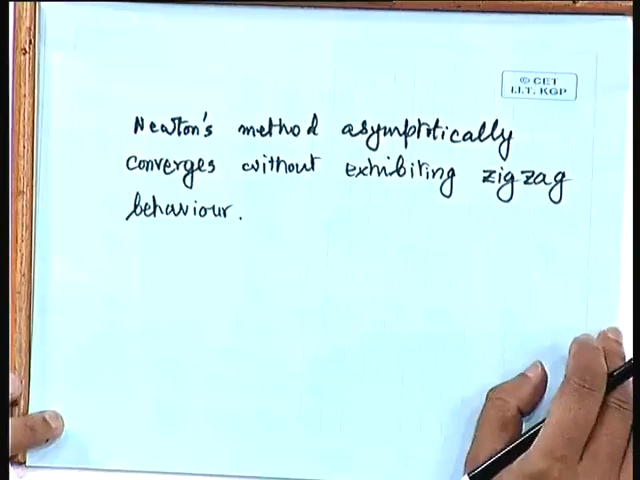 © CET
I.I.T. KGP
Newton's method asymptotically
converges without exhibiting zigzag
behaviour.